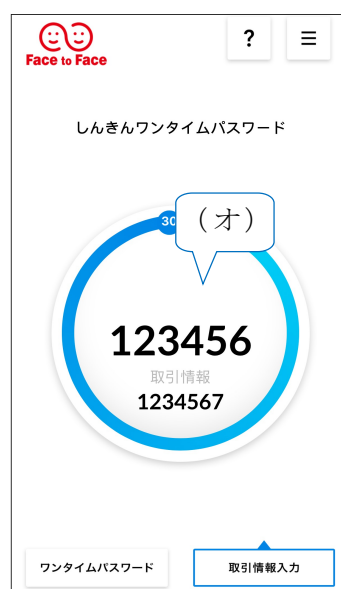 Face to Face
?
しんきんワンタイムパスワード
30
（オ）
123456
取引情報
1234567
ワンタイムパスワード
取引情報入力